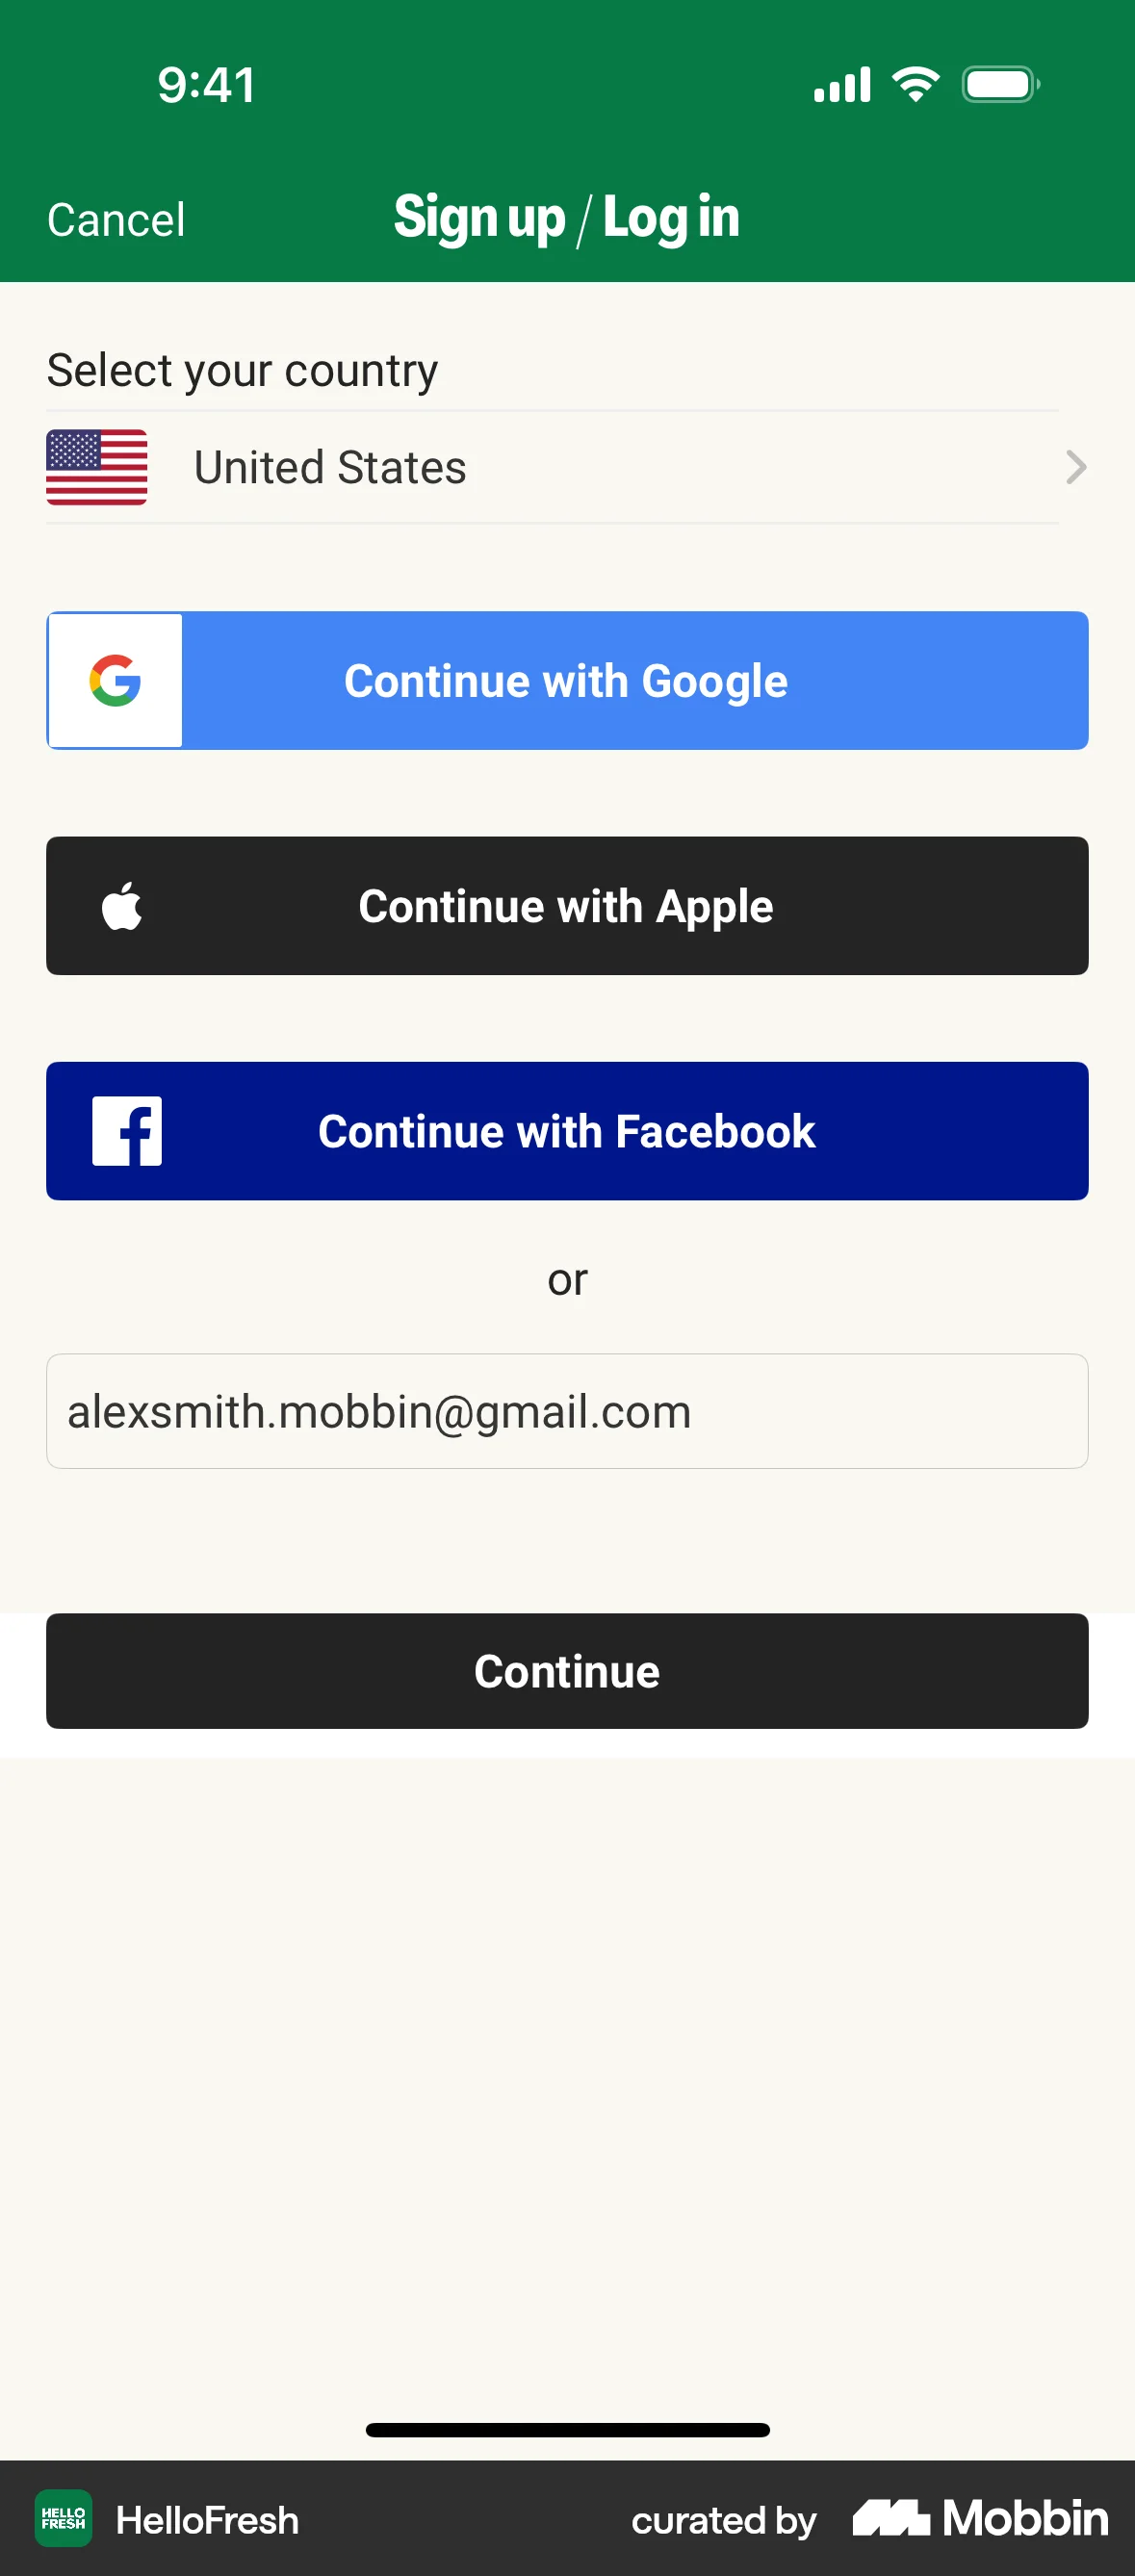 9:41
Cancel
Sign up / Log in
Select your country
United States
Continue with Google
Continue with Apple
Continue with Facebook
or
alexsmith.mobbin@gmail.com
Continue
HELLO
FRESH
HelloFresh
curated by
Mobbin